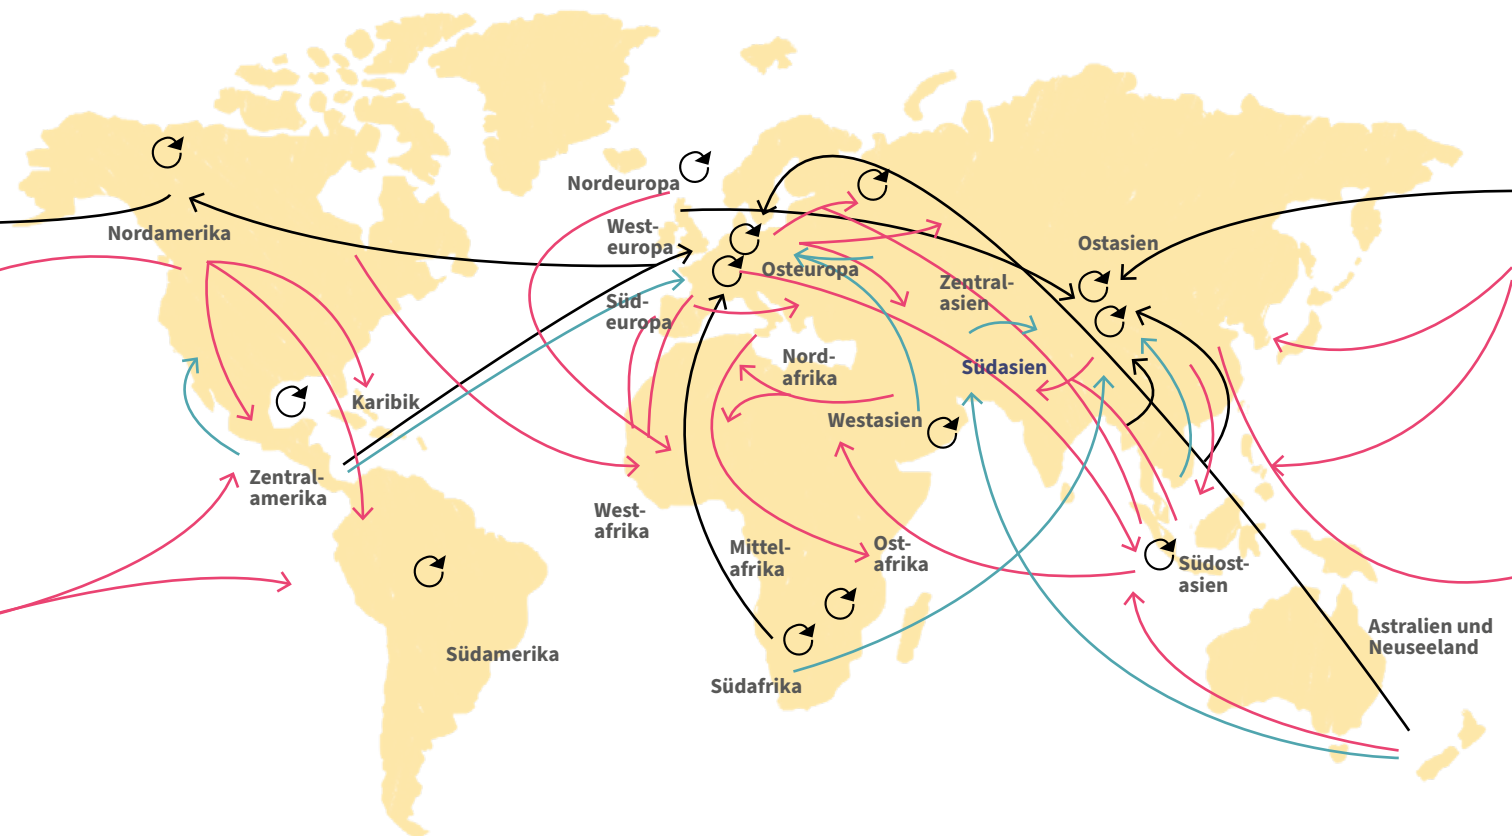 Nordeuropa
Nordamerika
West-
europa
Ostasien
Osteuropa
Zentral-
asien
Süd-
europa
Nord-
afrika
Südasien
Karibik
Westasien
Zentral-
amerika
West-
afrika
Mittel-
afrika
Ost-
afrika
Südost-
asien
Astralien und
Neuseeland
Südamerika
Südafrika